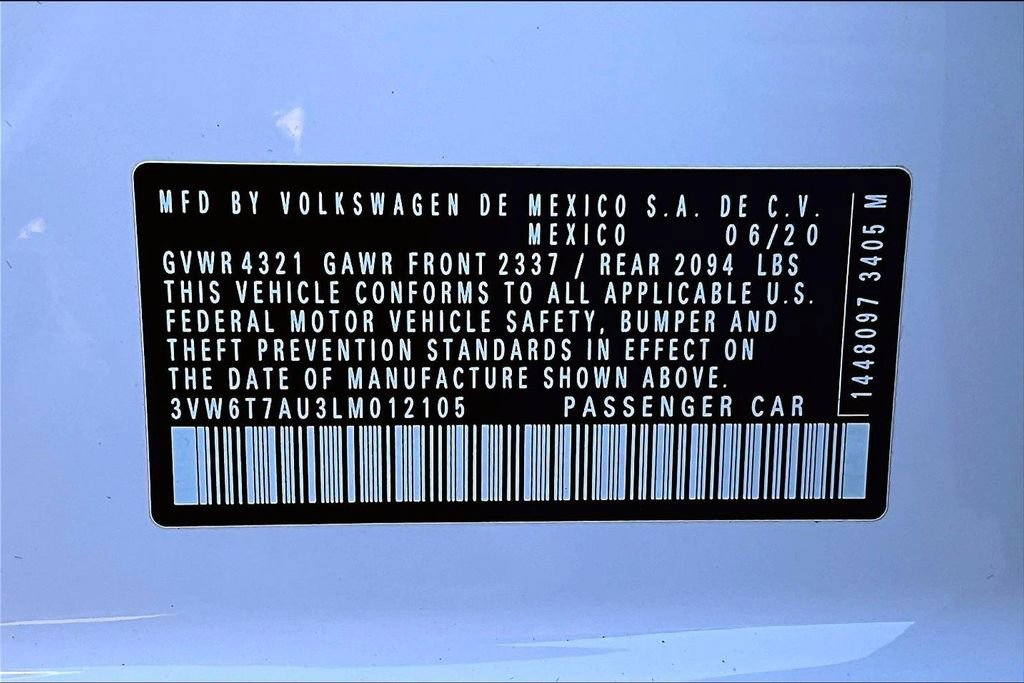 MFD BY VOLKSWAGEN DE MEXICO S.A. DE C.V.
MEXICO 06/20
GVWR 4321 GAWR FRONT 2337 / REAR 2094 LBS
THIS VEHICLE CONFORMS TO ALL APPLICABLE U.S.
FEDERAL MOTOR VEHICLE SAFETY, BUMPER AND
THEFT PREVENTION STANDARDS IN EFFECT ON
THE DATE OF MANUFACTURE SHOWN ABOVE.
3VW6T7AU3LM012105 PASSENGER CAR
1448097 3405 M